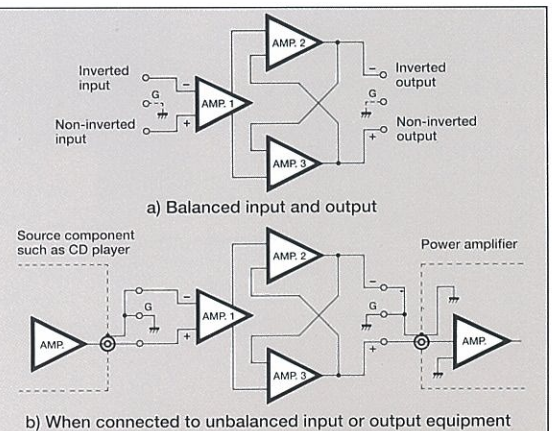 AMP. 2
Inverted
input
−
−
Inverted
output
G
AMP. 1
G
Non-inverted
input
+
+
Non-inverted
output
AMP. 3
a) Balanced input and output
Source component
such as CD player
Power amplifier
AMP. 2
−
−
G
AMP. 1
G
AMP.
+
+
AMP.
AMP. 3
b) When connected to unbalanced input or output equipment